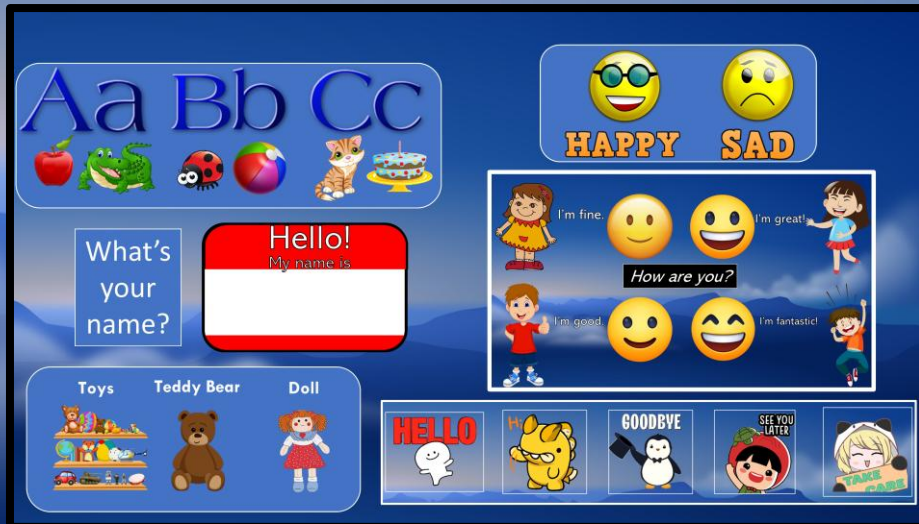 Aa Bb Cc
HAPPY SAD
What's
your
name?
Hello!
My name is
I'm fine.
I'm great!
How are you?
I'm good
I'm fantastic!
Toys Teddy Bear Doll
HELLO
Hi
GOODBYE
SEE YOU
LATER
TAKE
CARE